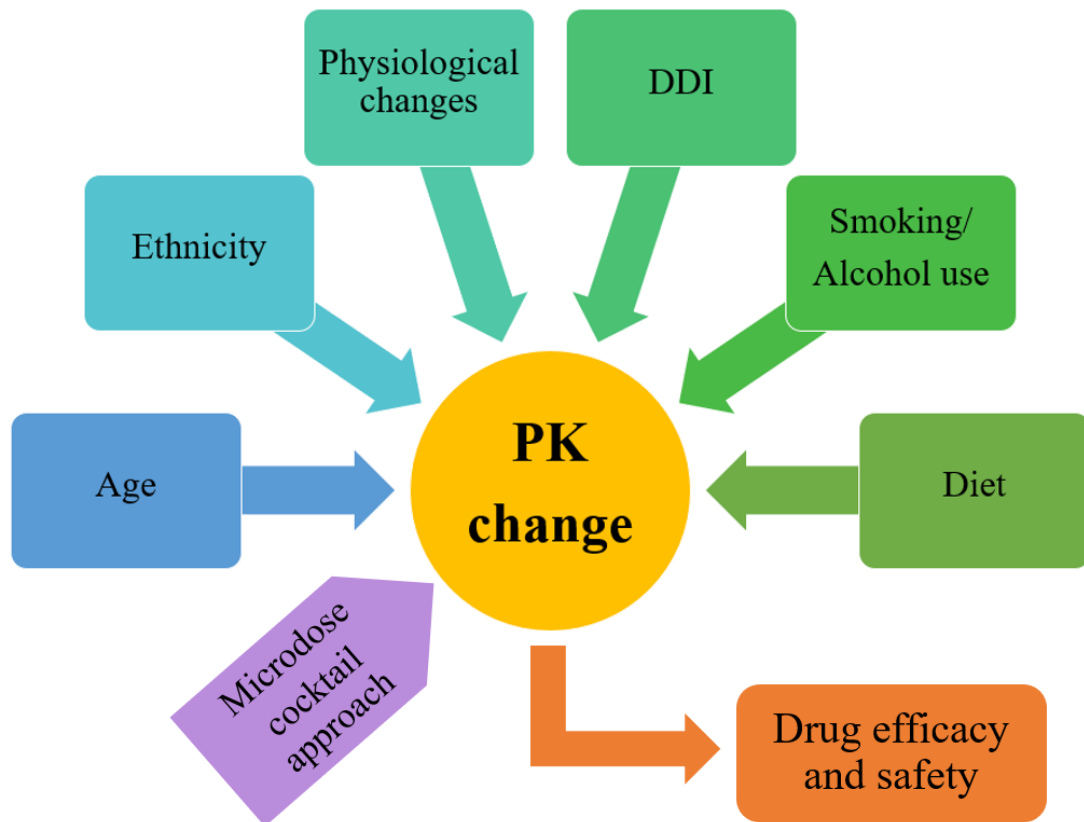 Physiological
changes
DDI
Ethnicity
Smoking/
Alcohol use
Age
PK
change
Diet
Microdose
cocktail
approach
Drug efficacy
and safety